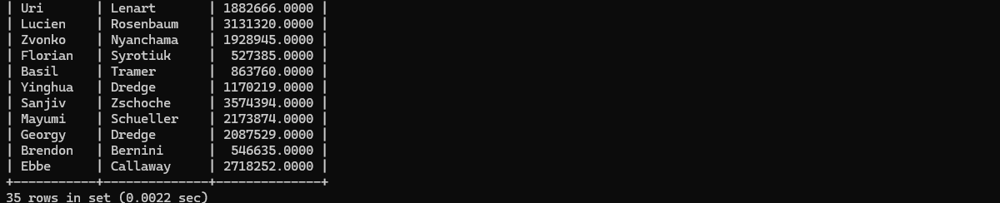 | Uri       | Lenart       | 1882666.0000 |
| Lucien    | Rosenbaum    | 3131320.0000 |
| Zvonko    | Nyanchama    | 1928945.0000 |
| Florian   | Syrotiuk     |  527385.0000 |
| Basil     | Tramer       |  863760.0000 |
| Yinghua   | Dredge       | 1170219.0000 |
| Sanjiv    | Zschoche     | 3574394.0000 |
| Mayumi    | Schueller    | 2173874.0000 |
| Georgy    | Dredge       | 2087529.0000 |
| Brendon   | Bernini      |  546635.0000 |
| Ebbe      | Callaway     | 2718252.0000 |
+-----------+--------------+--------------+
35 rows in set (0.0022 sec)